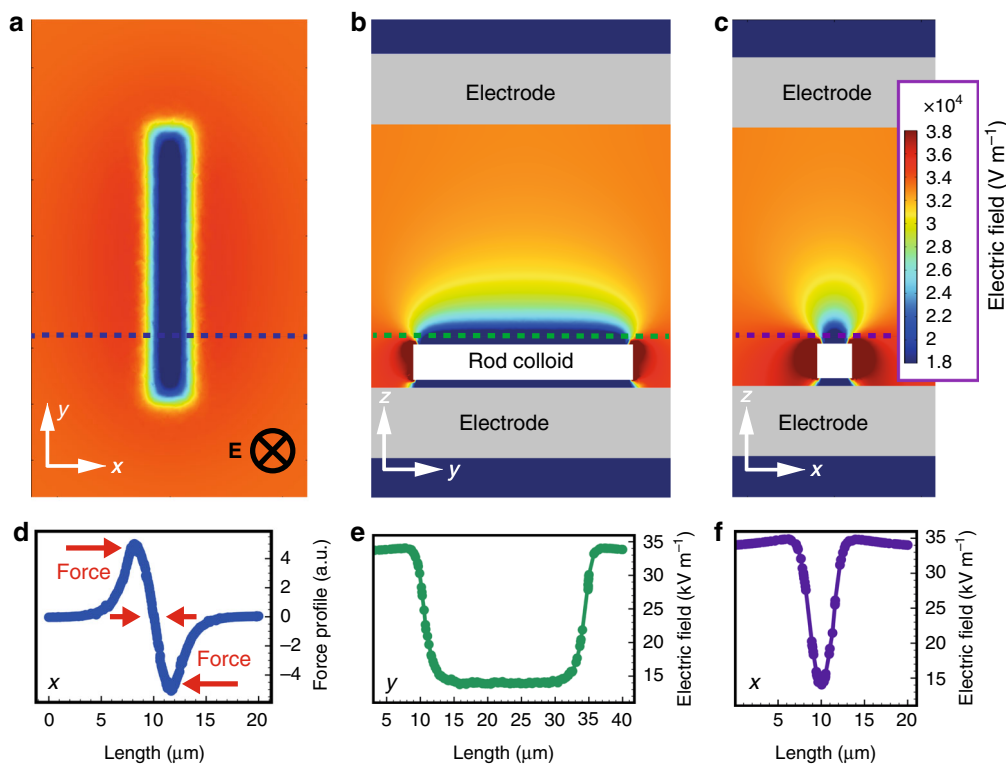 a
y
x
E
b
Electrode
Rod colloid
Electrode
z
y
c
Electrode
Electrode
z
x
×10⁴
3.8
3.6
3.4
3.2
3
2.8
2.6
2.4
2.2
2
1.8
Electric field (V m⁻¹)
d
Force
Force
x
4
2
0
−2
−4
Force profile (a.u.)
0 5 10 15 20
Length (μm)
e
y
35
30
25
20
15
Electric field (kV m⁻¹)
5 10 15 20 25 30 35 40
Length (μm)
f
x
35
30
25
20
15
Electric field (kV m⁻¹)
0 10 20
Length (μm)